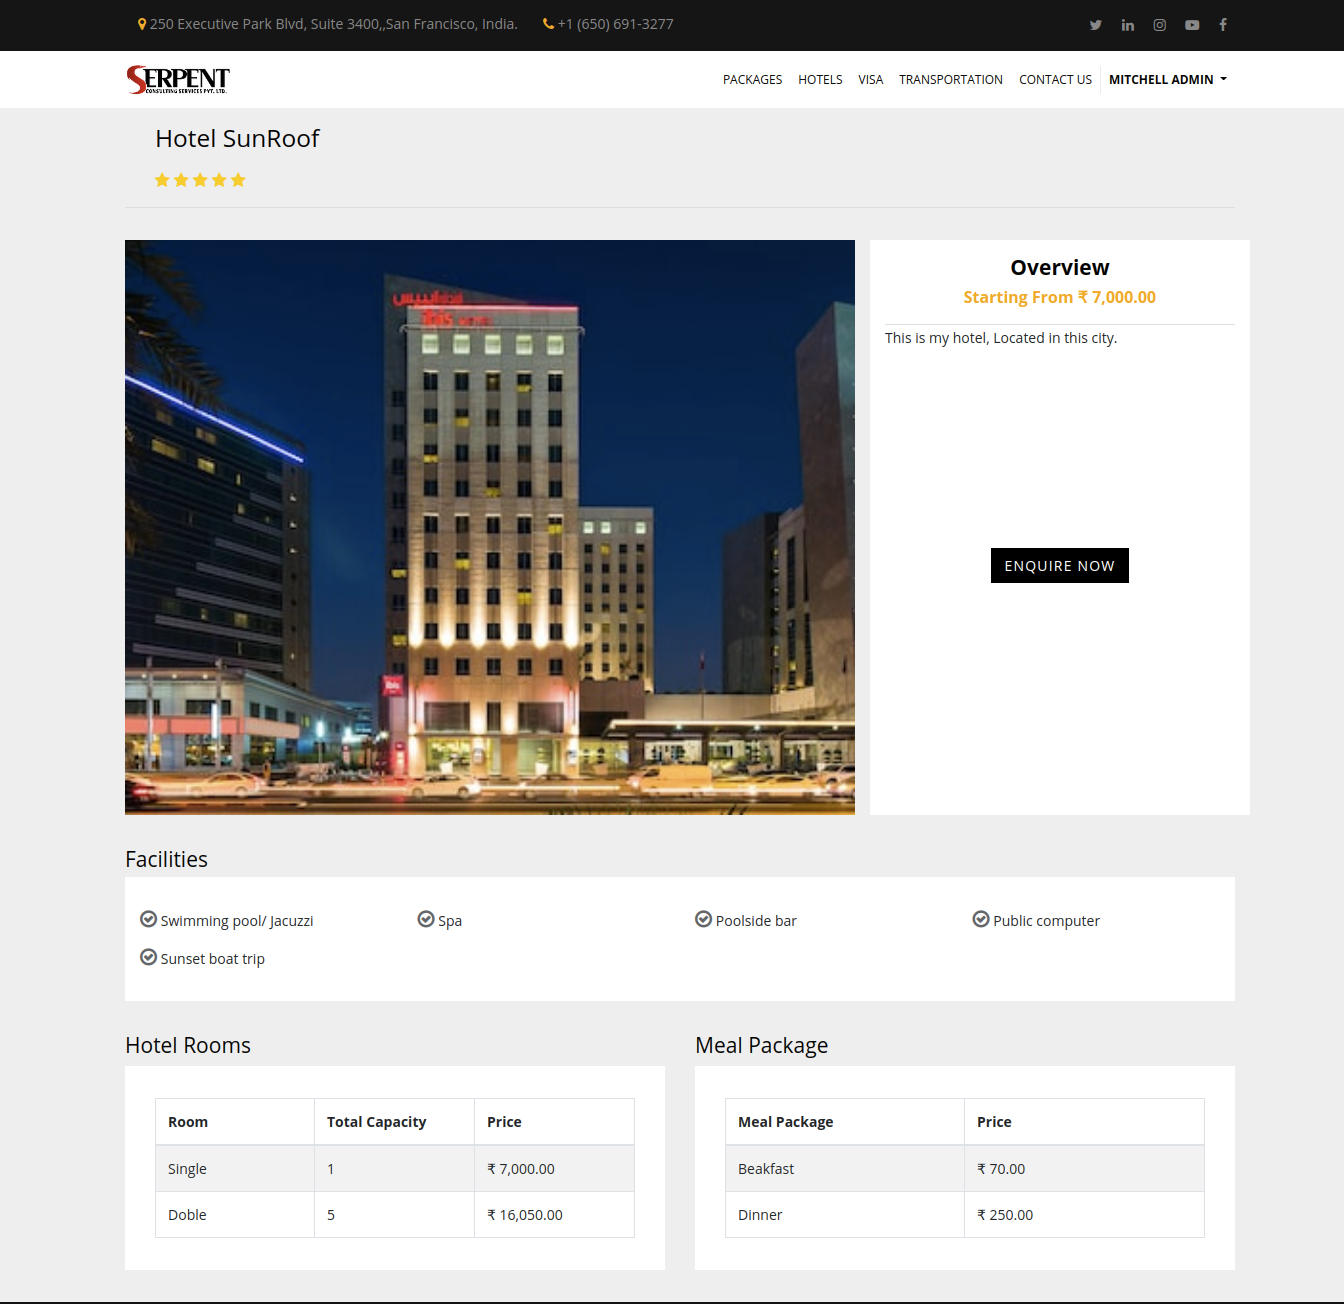 250 Executive Park Blvd, Suite 3400,,San Francisco, India. +1 (650) 691-3277
SERPENT
CONSULTING SERVICES PVT. LTD.
PACKAGES HOTELS VISA TRANSPORTATION CONTACT US MITCHELL ADMIN
Hotel SunRoof
ibis
Overview
Starting From ₹ 7,000.00
This is my hotel, Located in this city.
ENQUIRE NOW
ibis
Facilities
Swimming pool/ Jacuzzi Spa Poolside bar Public computer
Sunset boat trip
Hotel Rooms
Room Total Capacity Price
Single 1 ₹ 7,000.00
Doble 5 ₹ 16,050.00
Meal Package
Meal Package Price
Beakfast ₹ 70.00
Dinner ₹ 250.00